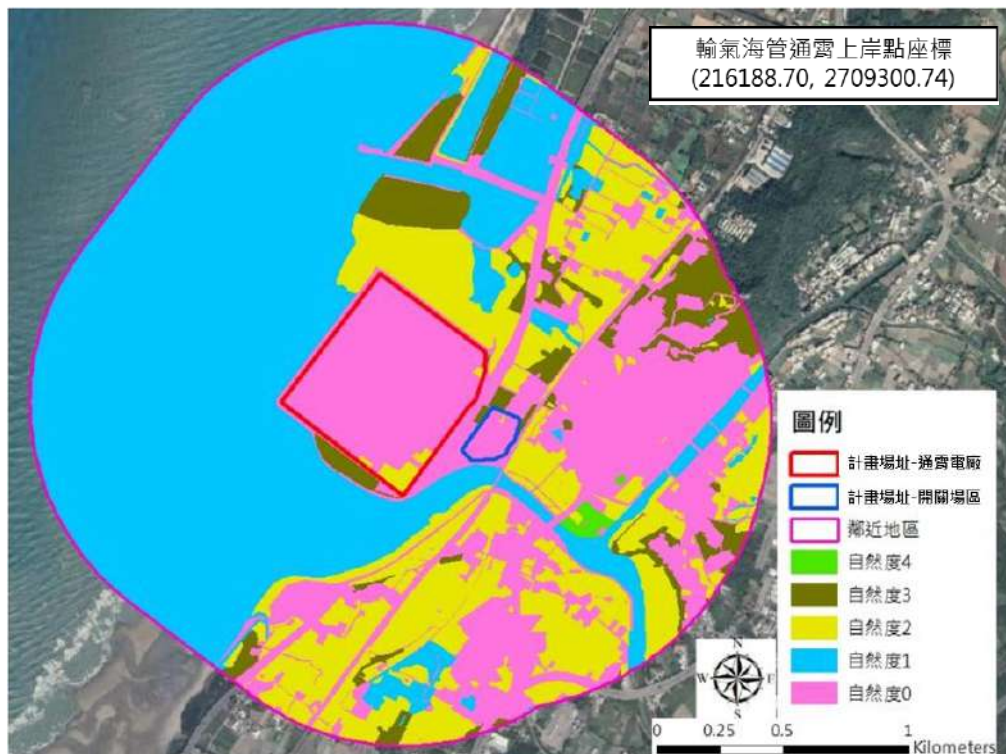 輸氣海管通霄上岸點座標
(216188.70, 2709300.74)
圖例
計畫場址-通霄電廠
計畫場址-開關場區
鄰近地區
自然度4
自然度3
自然度2
自然度1
自然度0
N
W E
S
0 0.25 0.5 1
Kilometers